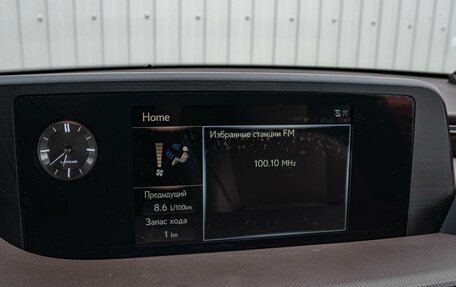 Home
Избранные станции FM
100.10 MHz
Предыдущий
8.6 L/100km
Запас хода
1 km